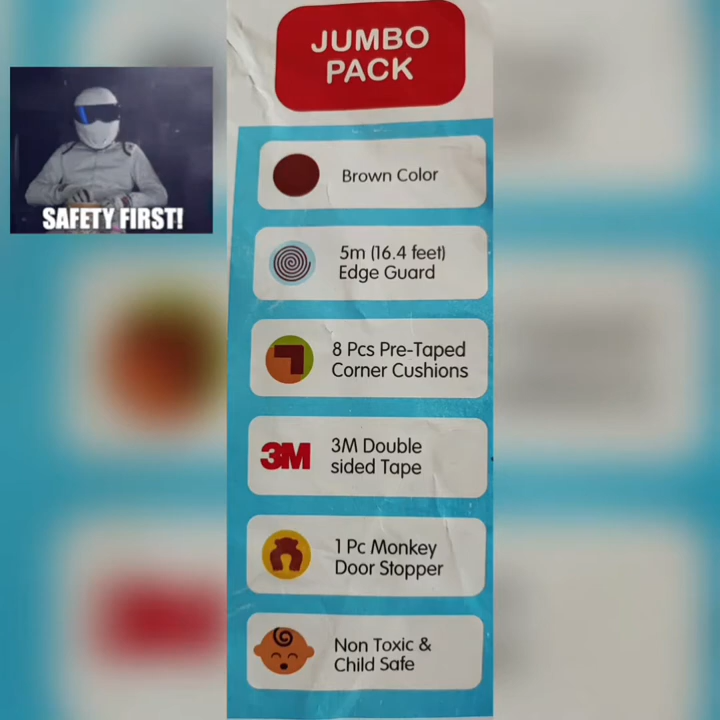 JUMBO
PACK
SAFETY FIRST!
Brown Color
5m (16.4 feet)
Edge Guard
8 Pcs Pre-Taped
Corner Cushions
3M
3M Double
sided Tape
1 Pc Monkey
Door Stopper
Non Toxic &
Child Safe